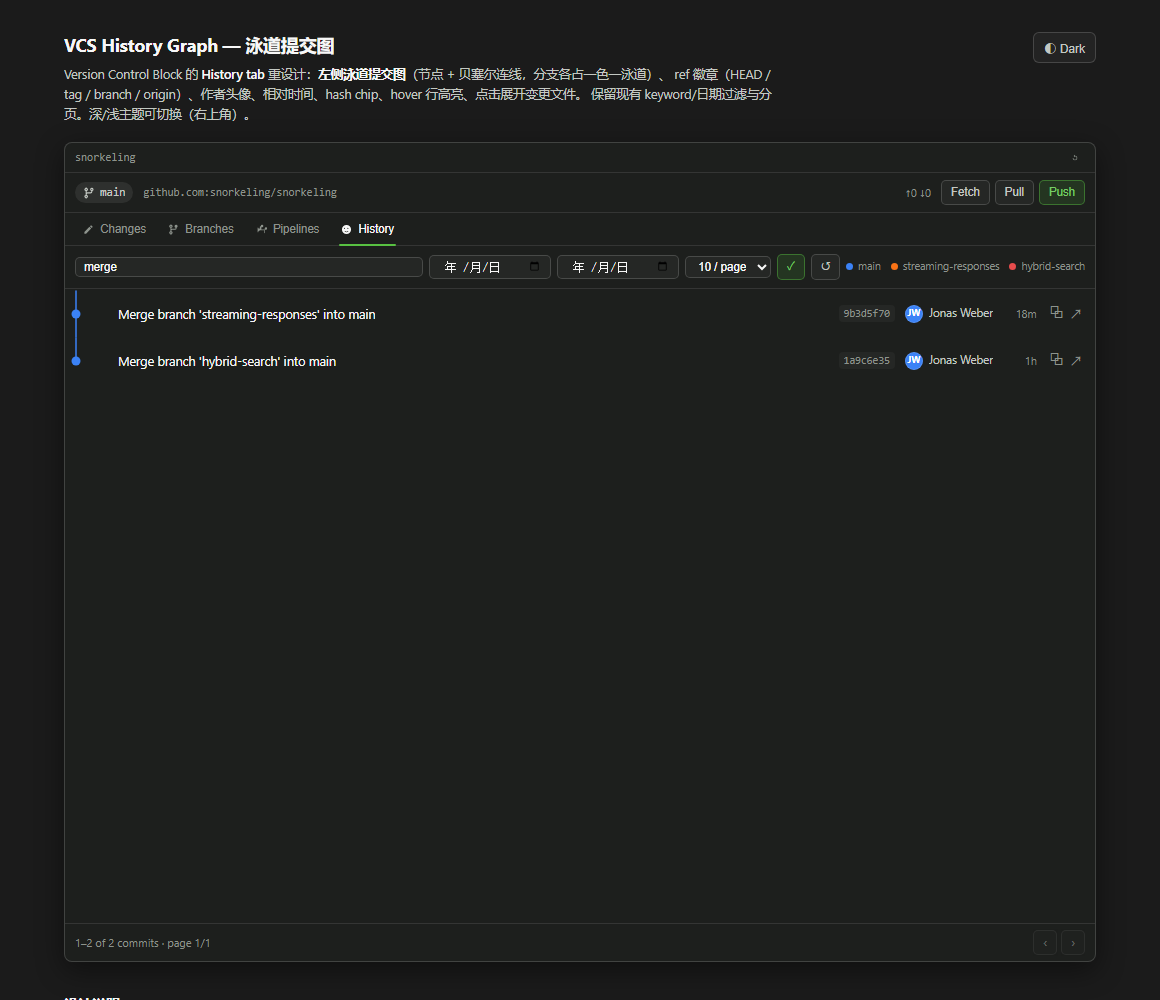 VCS History Graph — 泳道提交图
◐ Dark
Version Control Block 的 History tab 重设计：左侧泳道提交图（节点 + 贝塞尔连线，分支各占一色一泳道）、 ref 徽章（HEAD /
tag / branch / origin）、作者头像、相对时间、hash chip、hover 行高亮、点击展开变更文件。 保留现有 keyword/日期过滤与分
页。深/浅主题可切换（右上角）。
snorkeling
main github.com:snorkeling/snorkeling ↑0 ↓0 Fetch Pull Push
Changes Branches Pipelines History
merge 年 /月/日 年 /月/日 10 / page ✓ ↺ main streaming-responses hybrid-search
Merge branch 'streaming-responses' into main 9b3d5f70 JW Jonas Weber 18m ↗
Merge branch 'hybrid-search' into main 1a9c6e35 JW Jonas Weber 1h ↗
1–2 of 2 commits · page 1/1 ‹ ›